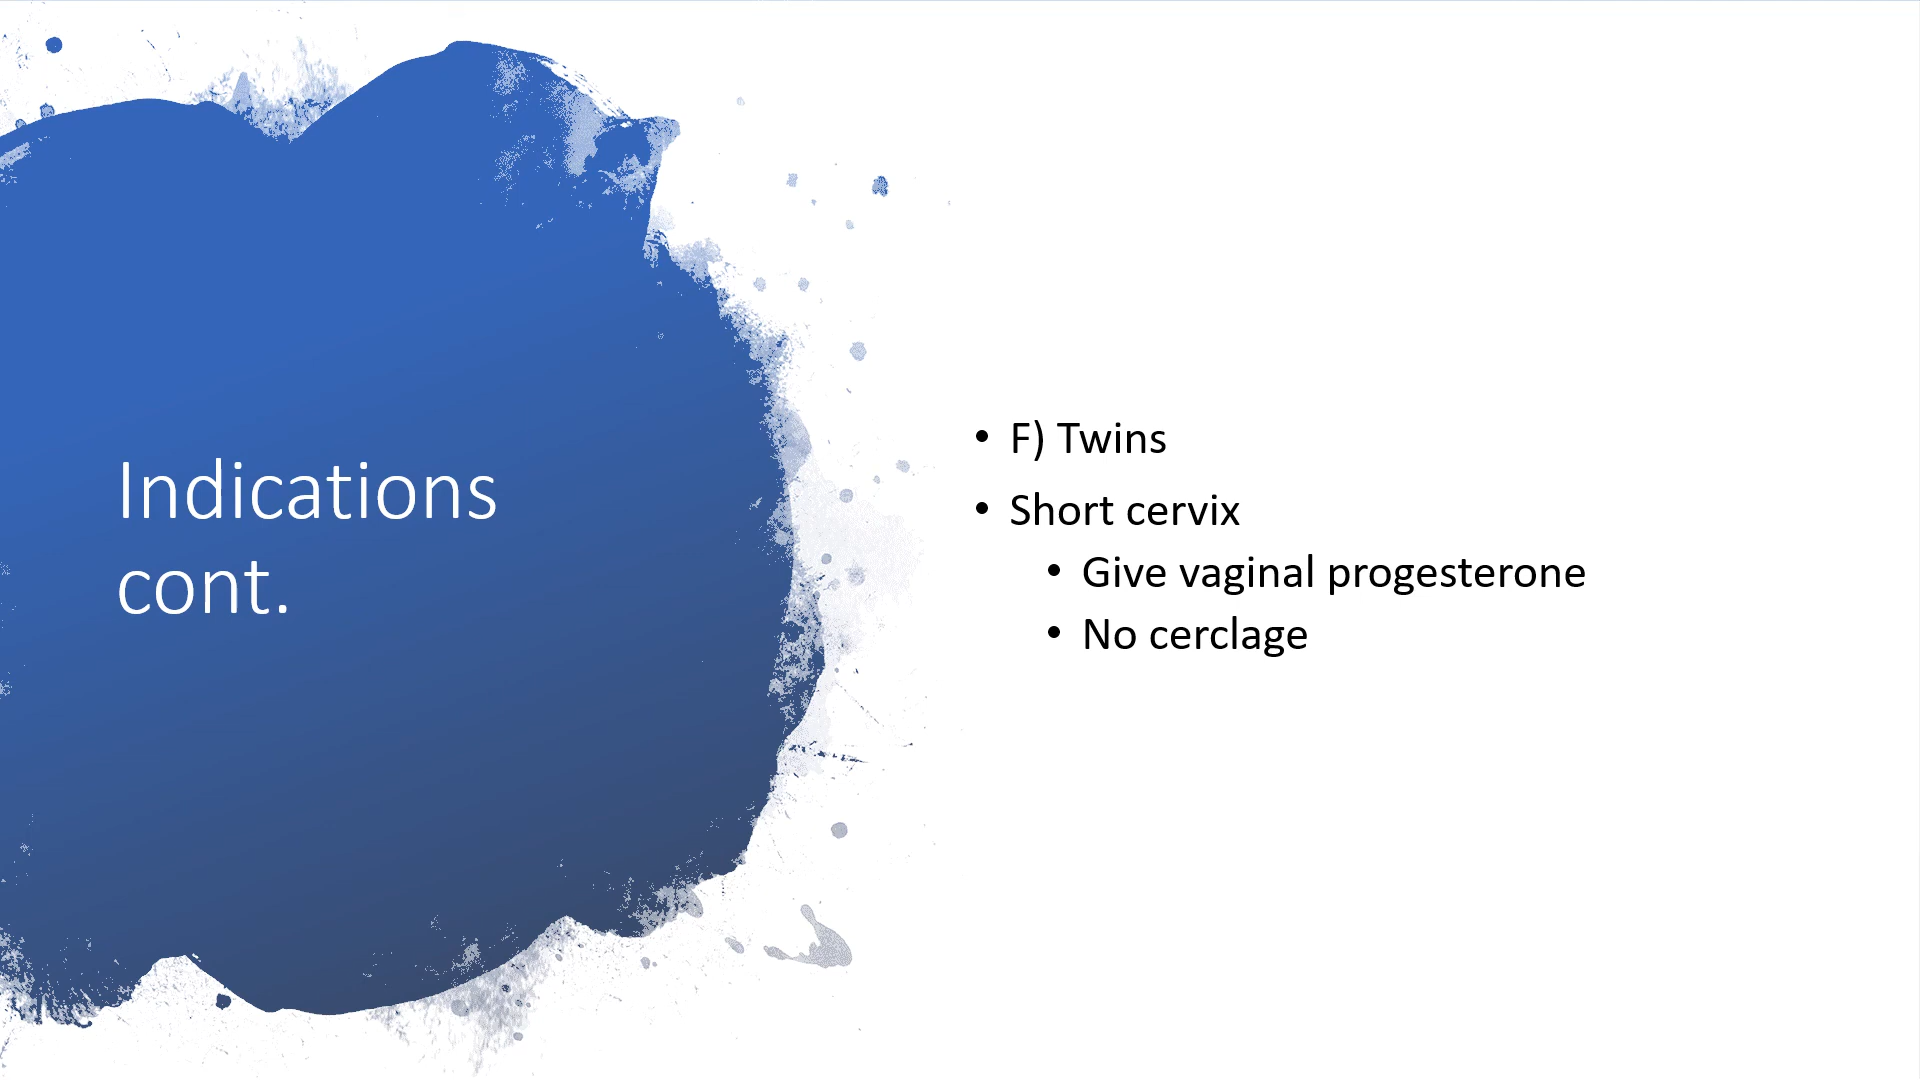 Indications
cont.
• F) Twins
• Short cervix
• Give vaginal progesterone
• No cerclage